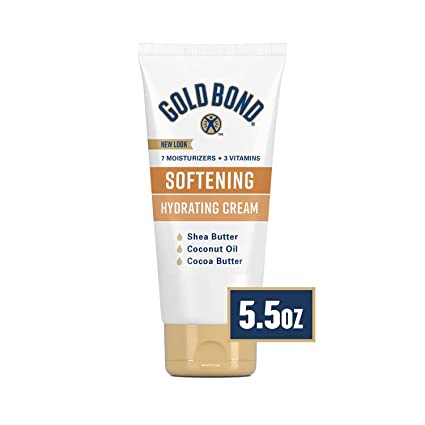 GOLD BOND®
NEW LOOK
7 MOISTURIZERS + 3 VITAMINS
SOFTENING
HYDRATING CREAM
Shea Butter
Coconut Oil
Cocoa Butter
5.5OZ